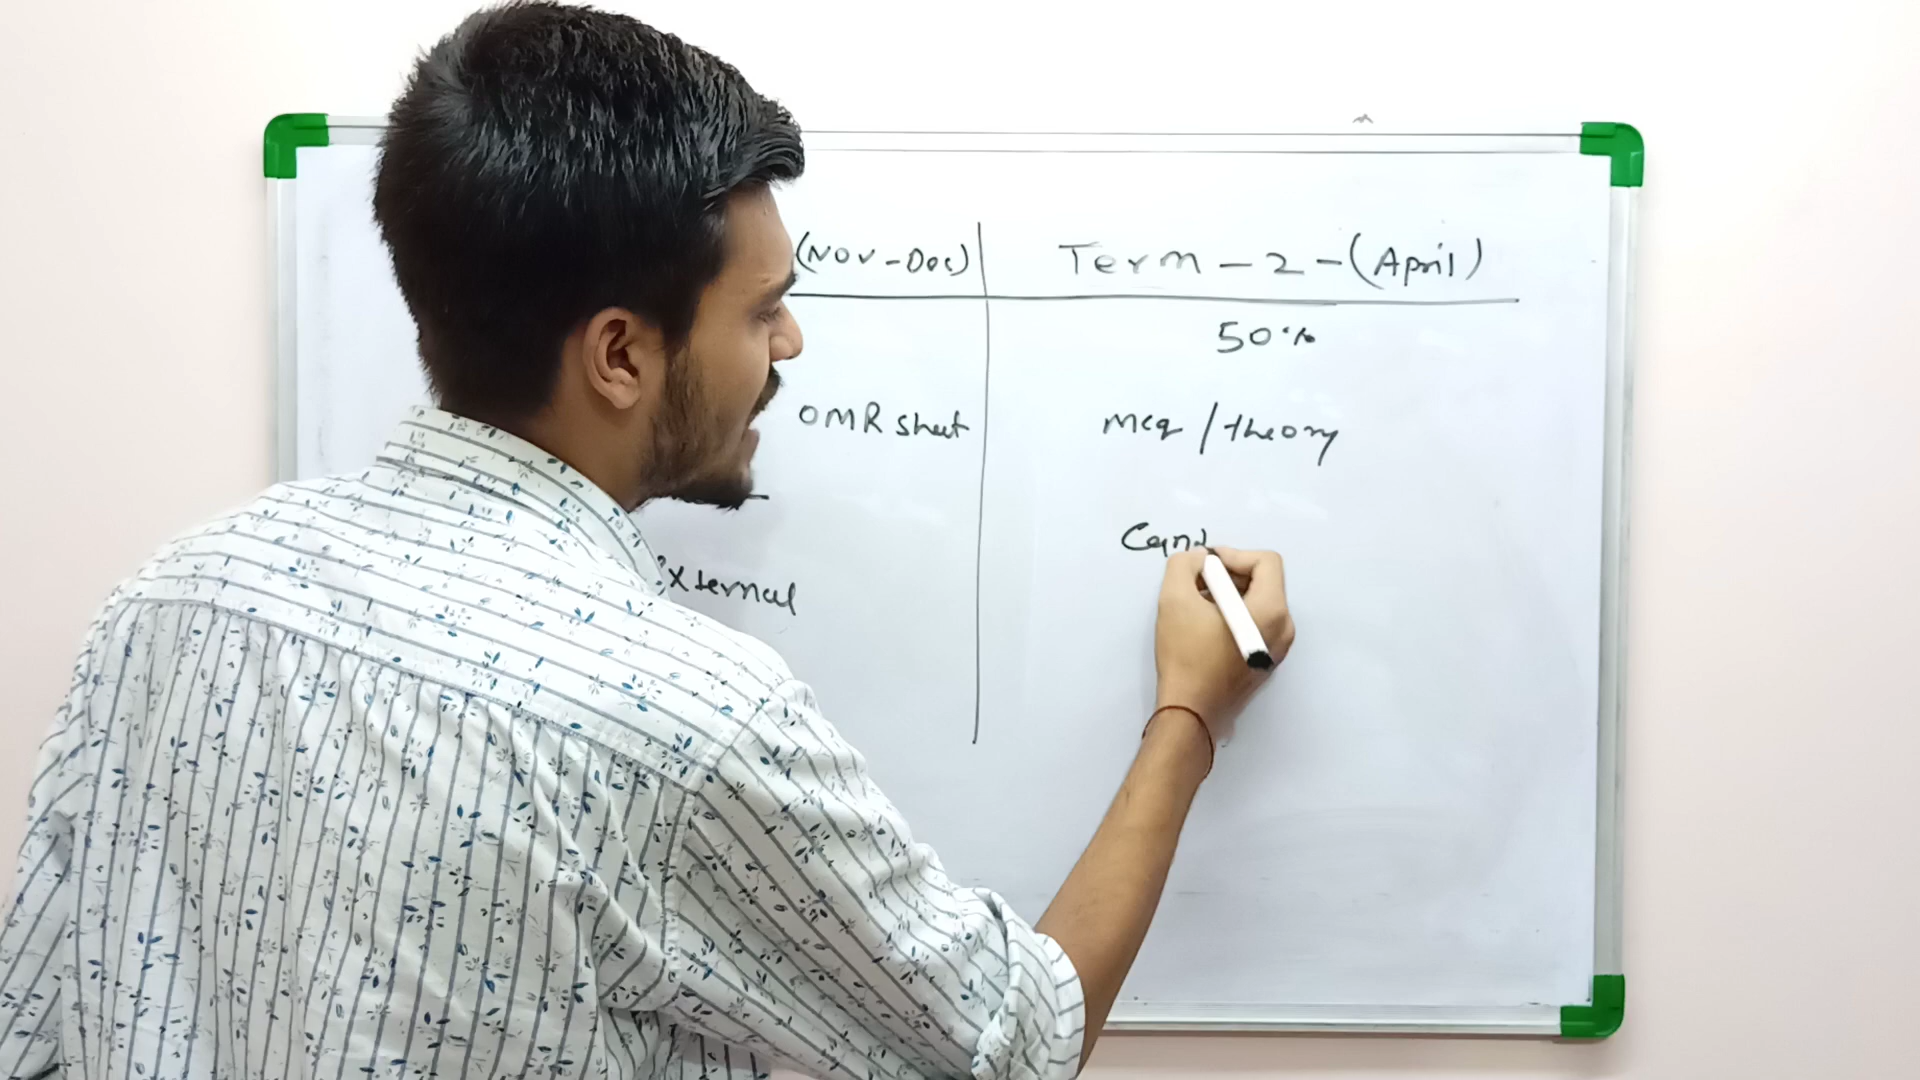 (Nov-Dec) Term-2-(April)
50%
OMR sheet mcq/theory
xternal